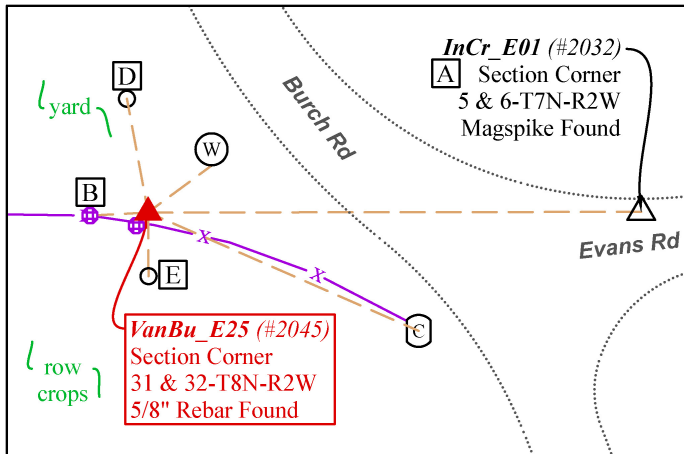 InCr_E01 (#2032)
A Section Corner
5 & 6-T7N-R2W
Magspike Found
D
yard
Burch Rd
W
B
x
Evans Rd
E
x
C
VanBu_E25 (#2045)
Section Corner
31 & 32-T8N-R2W
5/8" Rebar Found
row
crops